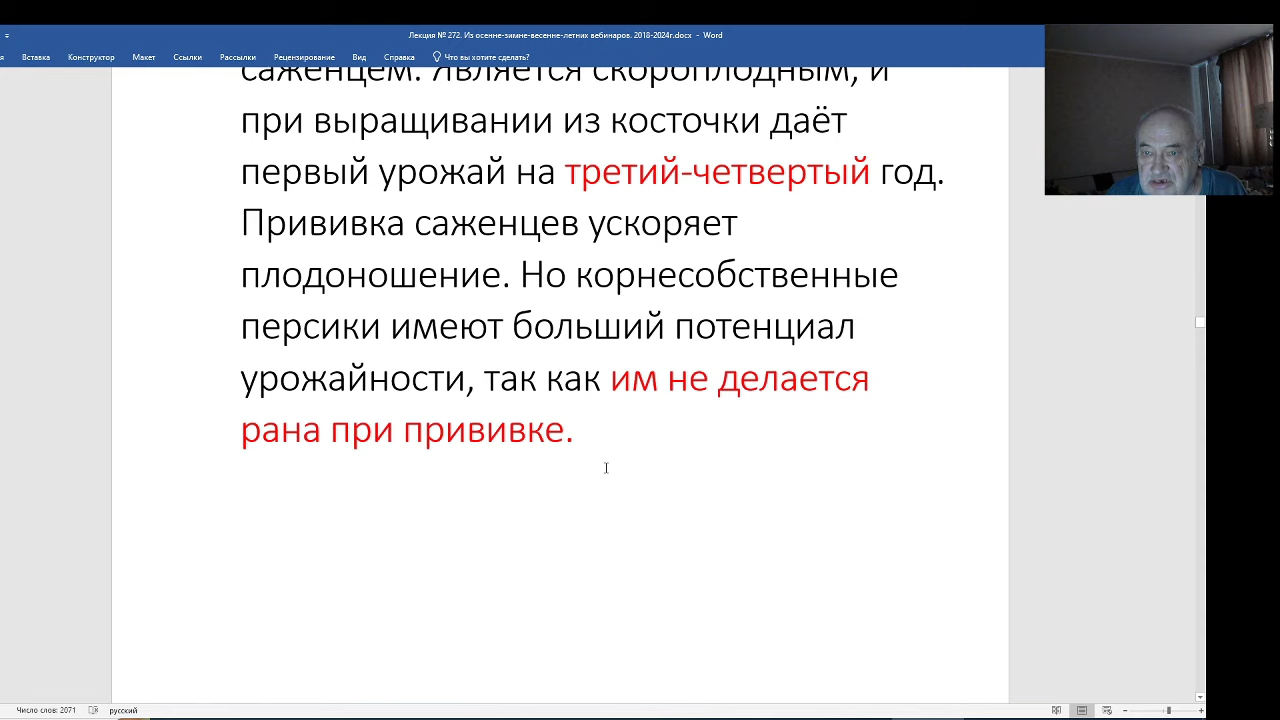 Лекция № 272. Из осенне-зимне-весенне-летних вебинаров. 2018-2024г.docx - Word
я Вставка Конструктор Макет Ссылки Рассылки Рецензирование Вид Справка Что вы хотите сделать?
саженцем. Является скороплодным, и
при выращивании из косточки даёт
первый урожай на третий-четвертый год.
Прививка саженцев ускоряет
плодоношение. Но корнесобственные
персики имеют больший потенциал
урожайности, так как им не делается
рана при прививке.
Число слов: 2071 русский